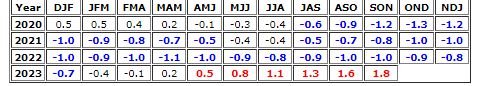 Year DJF JFM FMA MAM AMJ MJJ JJA JAS ASO SON OND NDJ
2020 0.5 0.5 0.4 0.2 -0.1 -0.3 -0.4 -0.6 -0.9 -1.2 -1.3 -1.2
2021 -1.0 -0.9 -0.8 -0.7 -0.5 -0.4 -0.4 -0.5 -0.7 -0.8 -1.0 -1.0
2022 -1.0 -0.9 -1.0 -1.1 -1.0 -0.9 -0.8 -0.9 -1.0 -1.0 -0.9 -0.8
2023 -0.7 -0.4 -0.1 0.2 0.5 0.8 1.1 1.3 1.6 1.8